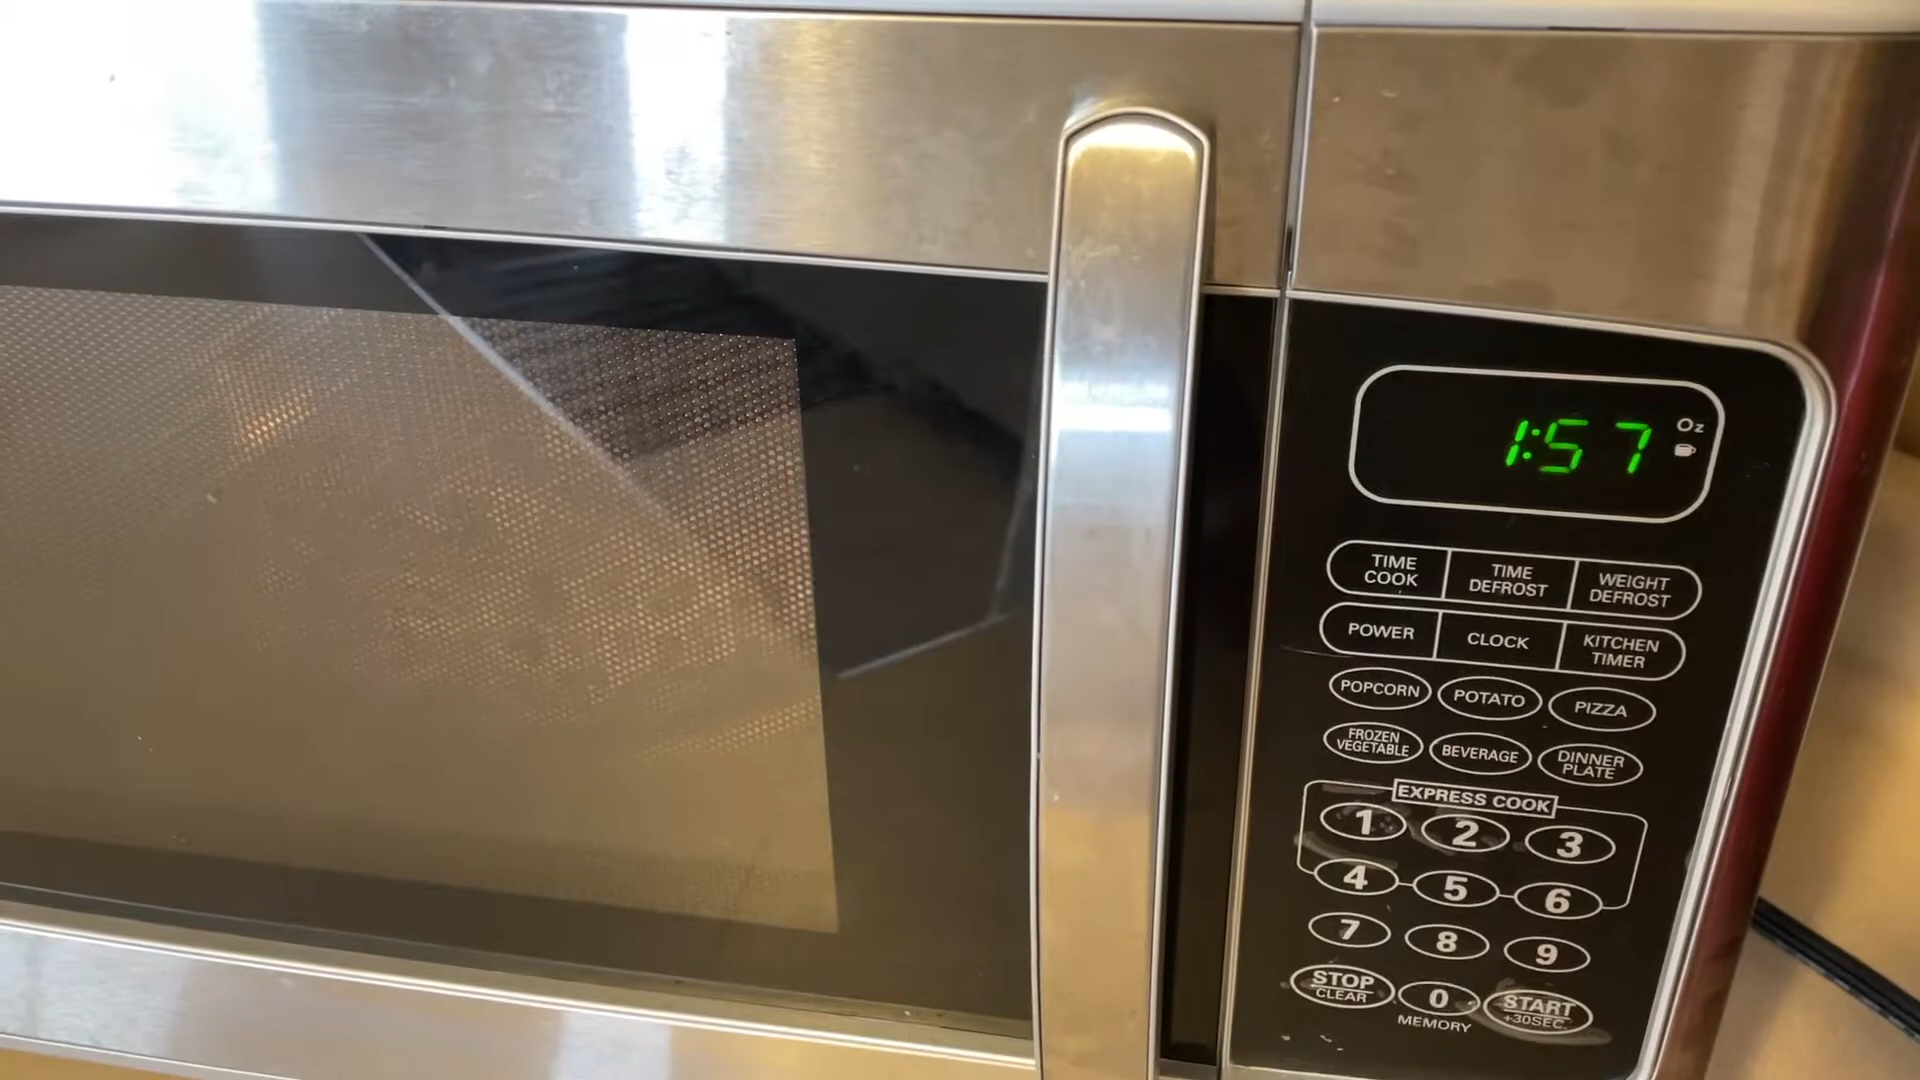 1:57
Oz
TIME COOK
TIME DEFROST
WEIGHT DEFROST
POWER
CLOCK
KITCHEN TIMER
POPCORN
POTATO
PIZZA
FROZEN VEGETABLE
BEVERAGE
DINNER PLATE
EXPRESS COOK
1 2 3
4 5 6
7 8 9
STOP
CLEAR
0
MEMORY
START
+30SEC.